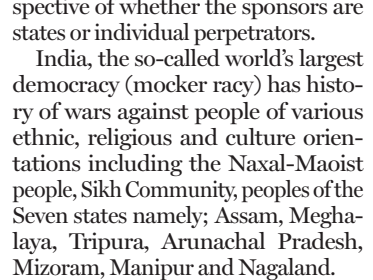 spective of whether the sponsors are
states or individual perpetrators.
India, the so-called world's largest
democracy (mocker racy) has histo-
ry of wars against people of various
ethnic, religious and culture orien-
tations including the Naxal-Maoist
people, Sikh Community, peoples of the
Seven states namely; Assam, Megha-
laya, Tripura, Arunachal Pradesh,
Mizoram, Manipur and Nagaland.